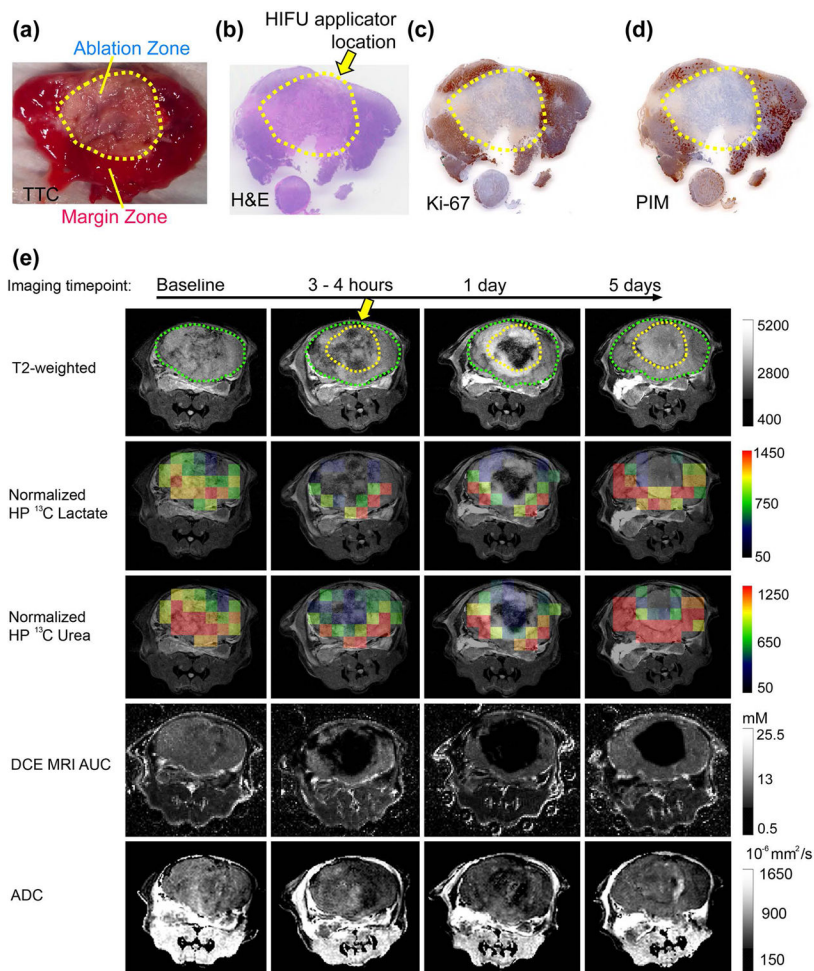 (a)
Ablation Zone
TTC
Margin Zone
(b)
HIFU applicator
location
H&E
(c)
Ki-67
(d)
PIM
(e)
Imaging timepoint:
Baseline
3 - 4 hours
1 day
5 days
T2-weighted
5200
2800
400
Normalized
HP ¹³C Lactate
1450
750
50
Normalized
HP ¹³C Urea
1250
650
50
DCE MRI AUC
mM
25.5
13
0.5
ADC
10⁻⁶ mm²/s
1650
900
150